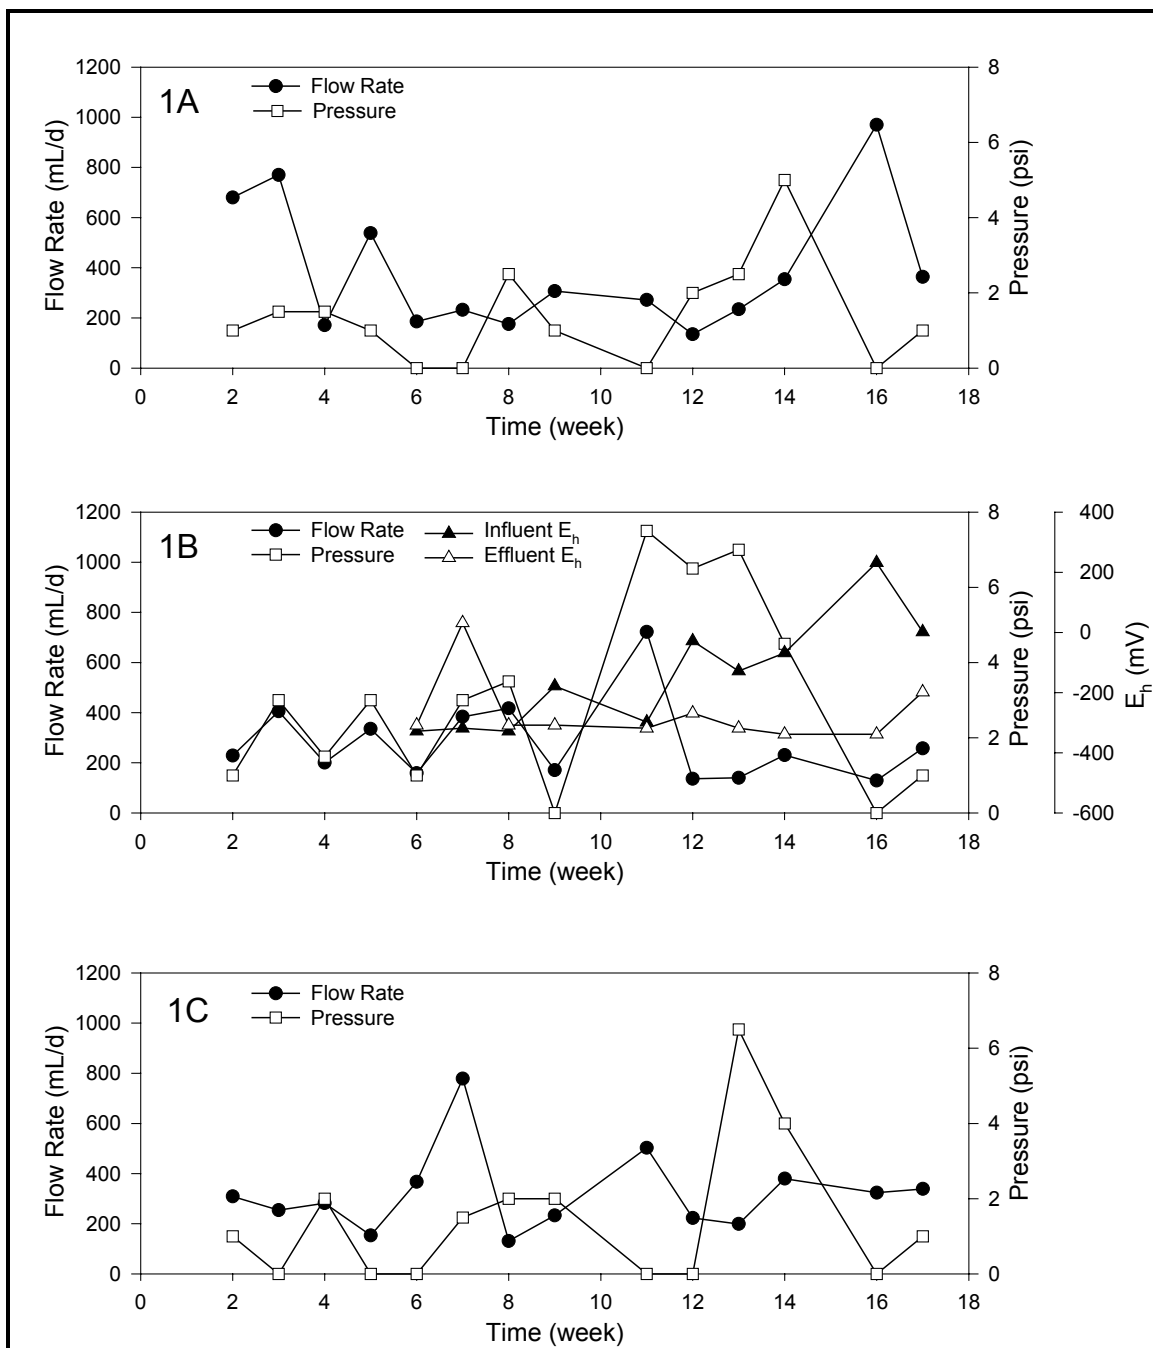 1A
Flow Rate
Pressure
1200
1000
800
600
400
200
0
Flow Rate (mL/d)
8
6
4
2
0
Pressure (psi)
0 2 4 6 8 10 12 14 16 18
Time (week)
1B
Flow Rate Influent Eh
Pressure Effluent Eh
1200
1000
800
600
400
200
0
Flow Rate (mL/d)
8
6
4
2
0
Pressure (psi)
400
200
0
-200
-400
-600
Eh (mV)
0 2 4 6 8 10 12 14 16 18
Time (week)
1C
Flow Rate
Pressure
1200
1000
800
600
400
200
0
Flow Rate (mL/d)
8
6
4
2
0
Pressure (psi)
0 2 4 6 8 10 12 14 16 18
Time (week)